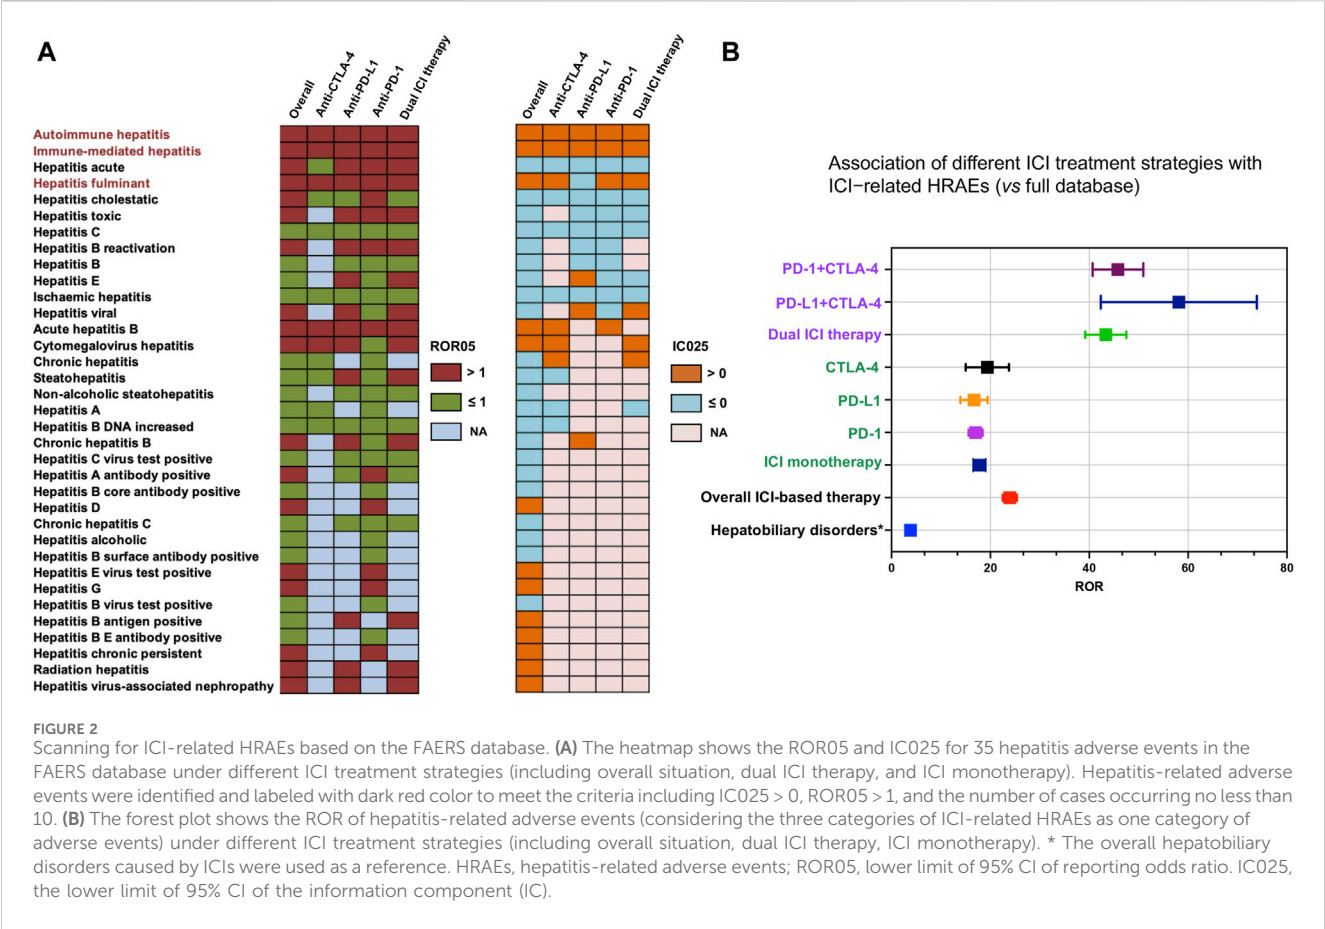 A
B
Overall
Anti-CTLA-4
Anti-PD-L1
Anti-PD-1
Dual ICI therapy
Overall
Anti-CTLA-4
Anti-PD-L1
Anti-PD-1
Dual ICI therapy
Autoimmune hepatitis
Immune-mediated hepatitis
Hepatitis acute
Hepatitis fulminant
Hepatitis cholestatic
Hepatitis toxic
Hepatitis C
Hepatitis B reactivation
Hepatitis B
Hepatitis E
Ischaemic hepatitis
Hepatitis viral
Acute hepatitis B
Cytomegalovirus hepatitis
Chronic hepatitis
Steatohepatitis
Non-alcoholic steatohepatitis
Hepatitis A
Hepatitis B DNA increased
Chronic hepatitis B
Hepatitis C virus test positive
Hepatitis A antibody positive
Hepatitis B core antibody positive
Hepatitis D
Chronic hepatitis C
Hepatitis alcoholic
Hepatitis B surface antibody positive
Hepatitis E virus test positive
Hepatitis G
Hepatitis B virus test positive
Hepatitis B antigen positive
Hepatitis B E antibody positive
Hepatitis chronic persistent
Radiation hepatitis
Hepatitis virus-associated nephropathy
ROR05
> 1
≤ 1
NA
IC025
> 0
≤ 0
NA
Association of different ICI treatment strategies with
ICI−related HRAEs (vs full database)
PD-1+CTLA-4
PD-L1+CTLA-4
Dual ICI therapy
CTLA-4
PD-L1
PD-1
ICI monotherapy
Overall ICI-based therapy
Hepatobiliary disorders*
0 20 40 60 80
ROR
FIGURE 2
Scanning for ICI-related HRAEs based on the FAERS database. (A) The heatmap shows the ROR05 and IC025 for 35 hepatitis adverse events in the
FAERS database under different ICI treatment strategies (including overall situation, dual ICI therapy, and ICI monotherapy). Hepatitis-related adverse
events were identified and labeled with dark red color to meet the criteria including IC025 > 0, ROR05 > 1, and the number of cases occurring no less than
10. (B) The forest plot shows the ROR of hepatitis-related adverse events (considering the three categories of ICI-related HRAEs as one category of
adverse events) under different ICI treatment strategies (including overall situation, dual ICI therapy, ICI monotherapy). * The overall hepatobiliary
disorders caused by ICIs were used as a reference. HRAEs, hepatitis-related adverse events; ROR05, lower limit of 95% CI of reporting odds ratio. IC025,
the lower limit of 95% CI of the information component (IC).